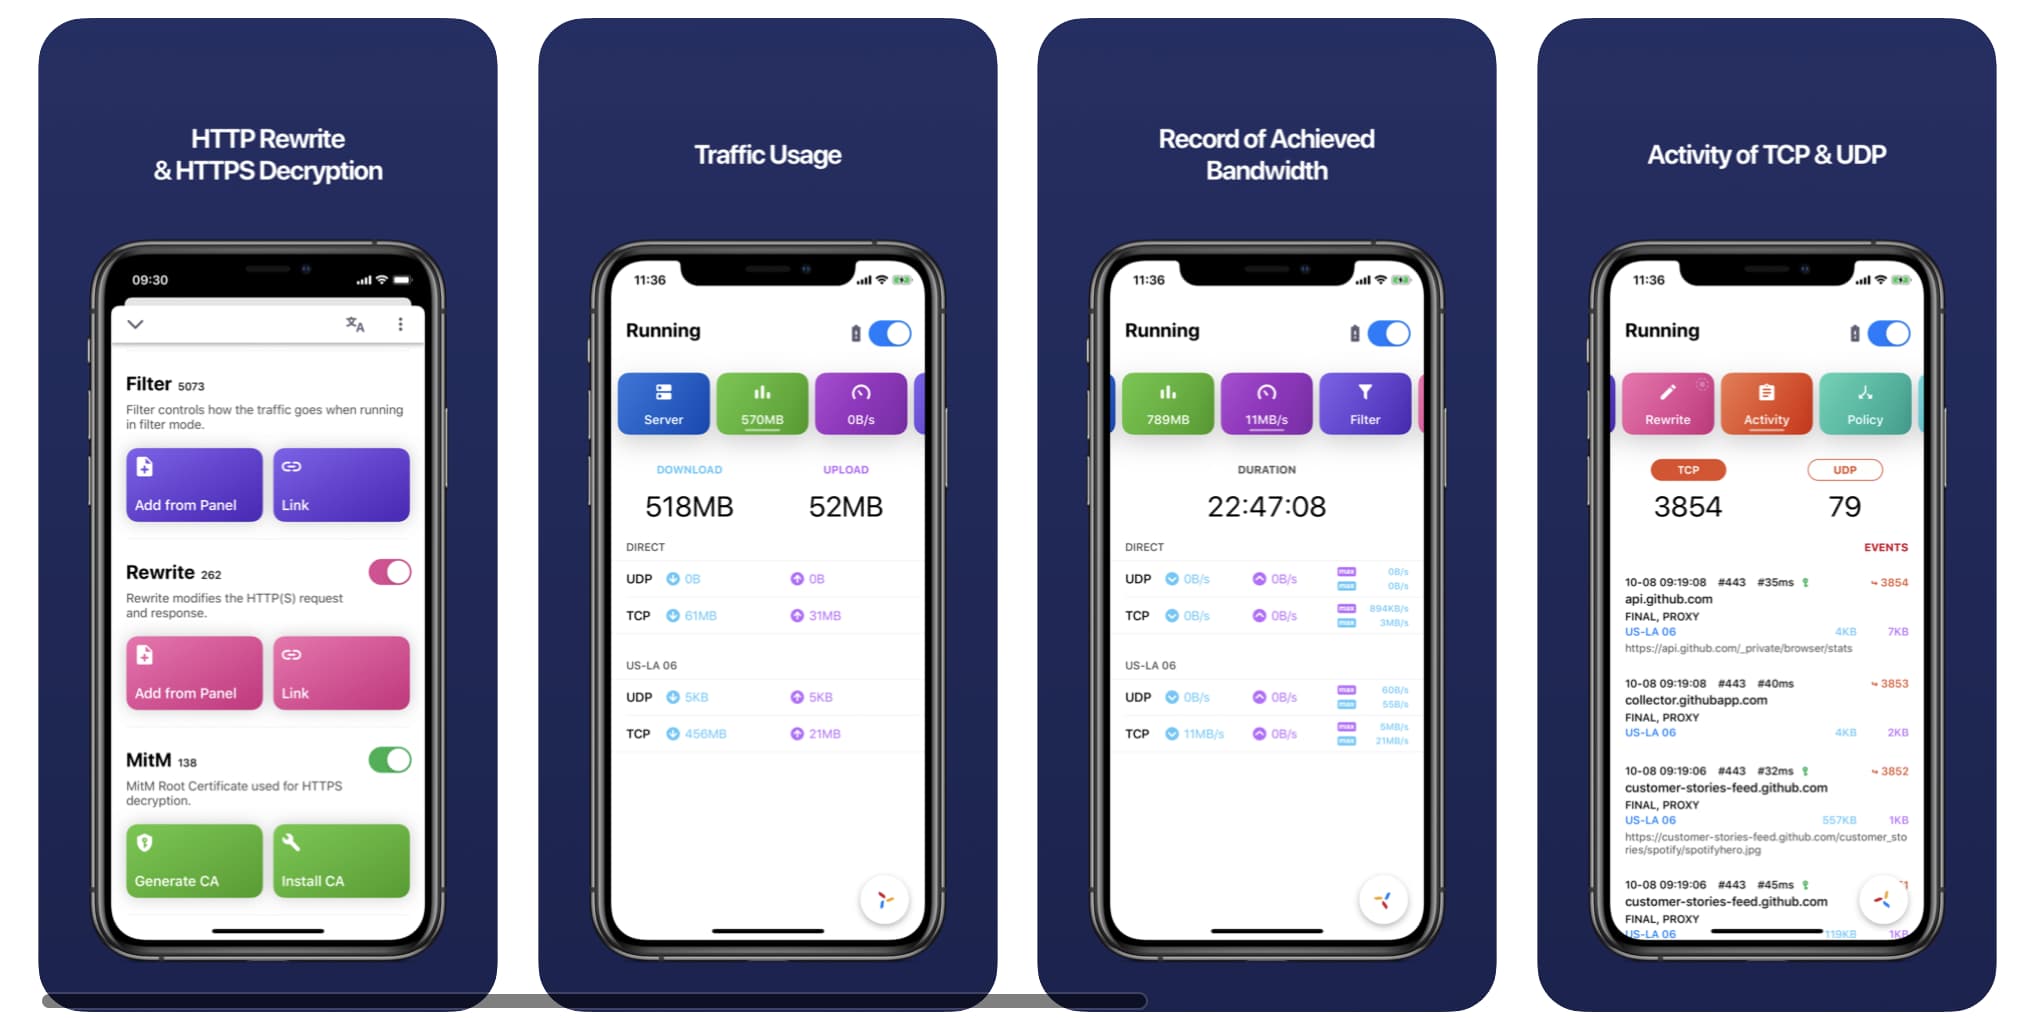 HTTP Rewrite
& HTTPS Decryption
09:30
Filter 5073
Filter controls how the traffic goes when running
in filter mode.
Add from Panel
Link
Rewrite 262
Rewrite modifies the HTTP(S) request
and response.
Add from Panel
Link
MitM 138
MitM Root Certificate used for HTTPS
decryption.
Generate CA
Install CA
Traffic Usage
11:36
Running
Server
570MB
0B/s
DOWNLOAD
UPLOAD
518MB
52MB
DIRECT
UDP 0B 0B
TCP 61MB 31MB
US-LA 06
UDP 5KB 5KB
TCP 456MB 21MB
Record of Achieved
Bandwidth
11:36
Running
789MB
11MB/s
Filter
DURATION
22:47:08
DIRECT
UDP 0B/s 0B/s max 0B/s
max 0B/s
TCP 0B/s 0B/s max 894KB/s
max 3MB/s
US-LA 06
UDP 0B/s 0B/s max 60B/s
max 55B/s
TCP 11MB/s 0B/s max 5MB/s
max 21MB/s
Activity of TCP & UDP
11:36
Running
Rewrite
Activity
Policy
TCP
UDP
3854
79
EVENTS
10-08 09:19:08 #443 #35ms 3854
api.github.com
FINAL, PROXY
US-LA 06 4KB 7KB
https://api.github.com/_private/browser/stats
10-08 09:19:08 #443 #40ms 3853
collector.githubapp.com
FINAL, PROXY
US-LA 06 4KB 2KB
10-08 09:19:06 #443 #32ms 3852
customer-stories-feed.github.com
FINAL, PROXY
US-LA 06 557KB 1KB
https://customer-stories-feed.github.com/customer_sto
ries/spotify/spotifyhero.jpg
10-08 09:19:06 #443 #45ms
customer-stories-feed.github.com
FINAL, PROXY
US-LA 06 119KB 1KB